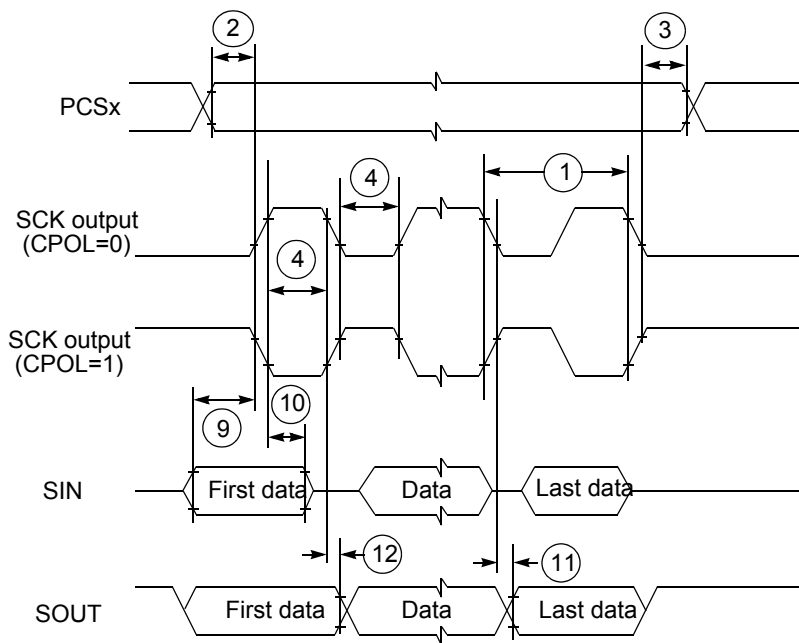 2
3
PCSx
4
1
SCK output
(CPOL=0)
4
SCK output
(CPOL=1)
9
10
SIN
First data
Data
Last data
12
11
SOUT
First data
Data
Last data